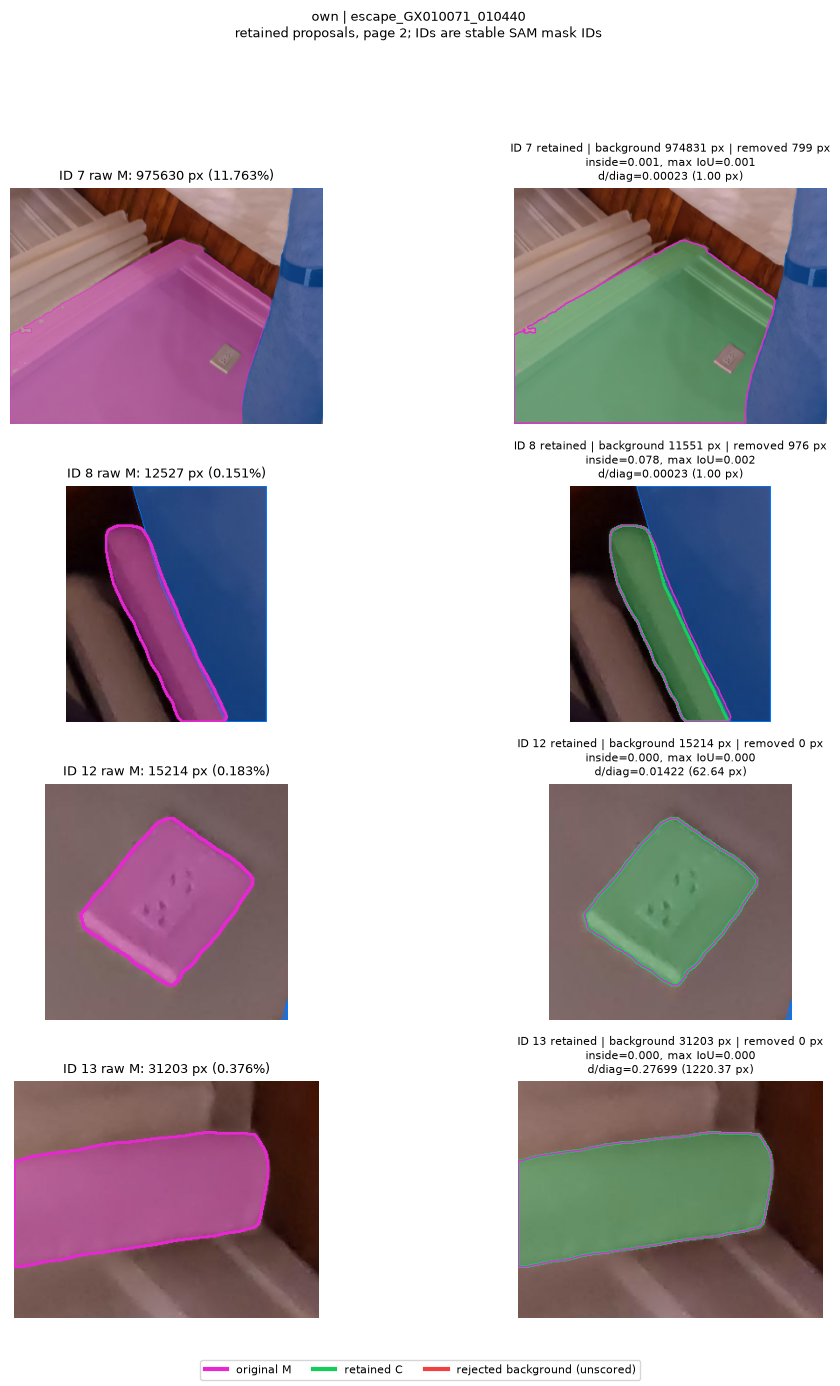 own | escape_GX010071_010440
retained proposals, page 2; IDs are stable SAM mask IDs
ID 7 raw M: 975630 px (11.763%)
ID 7 retained | background 974831 px | removed 799 px
inside=0.001, max IoU=0.001
d/diag=0.00023 (1.00 px)
ID 8 raw M: 12527 px (0.151%)
ID 8 retained | background 11551 px | removed 976 px
inside=0.078, max IoU=0.002
d/diag=0.00023 (1.00 px)
ID 12 raw M: 15214 px (0.183%)
ID 12 retained | background 15214 px | removed 0 px
inside=0.000, max IoU=0.000
d/diag=0.01422 (62.64 px)
ID 13 raw M: 31203 px (0.376%)
ID 13 retained | background 31203 px | removed 0 px
inside=0.000, max IoU=0.000
d/diag=0.27699 (1220.37 px)
original M
retained C
rejected background (unscored)